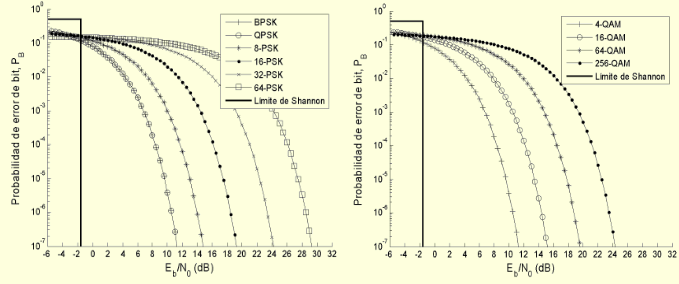 BPSK
QPSK
8-PSK
16-PSK
32-PSK
64-PSK
Limite de Shannon
Probabilidad de error de bit, P_B
10^0
10^-1
10^-2
10^-3
10^-4
10^-5
10^-6
10^-7
-6 -4 -2 0 2 4 6 8 10 12 14 16 18 20 22 24 26 28 30 32
E_b/N_0 (dB)
4-QAM
16-QAM
64-QAM
256-QAM
Limite de Shannon
Probabilidad de error de bit, P_B
10^0
10^-1
10^-2
10^-3
10^-4
10^-5
10^-6
10^-7
-6 -4 -2 0 2 4 6 8 10 12 14 16 18 20 22 24 26 28 30 32
E_b/N_0 (dB)